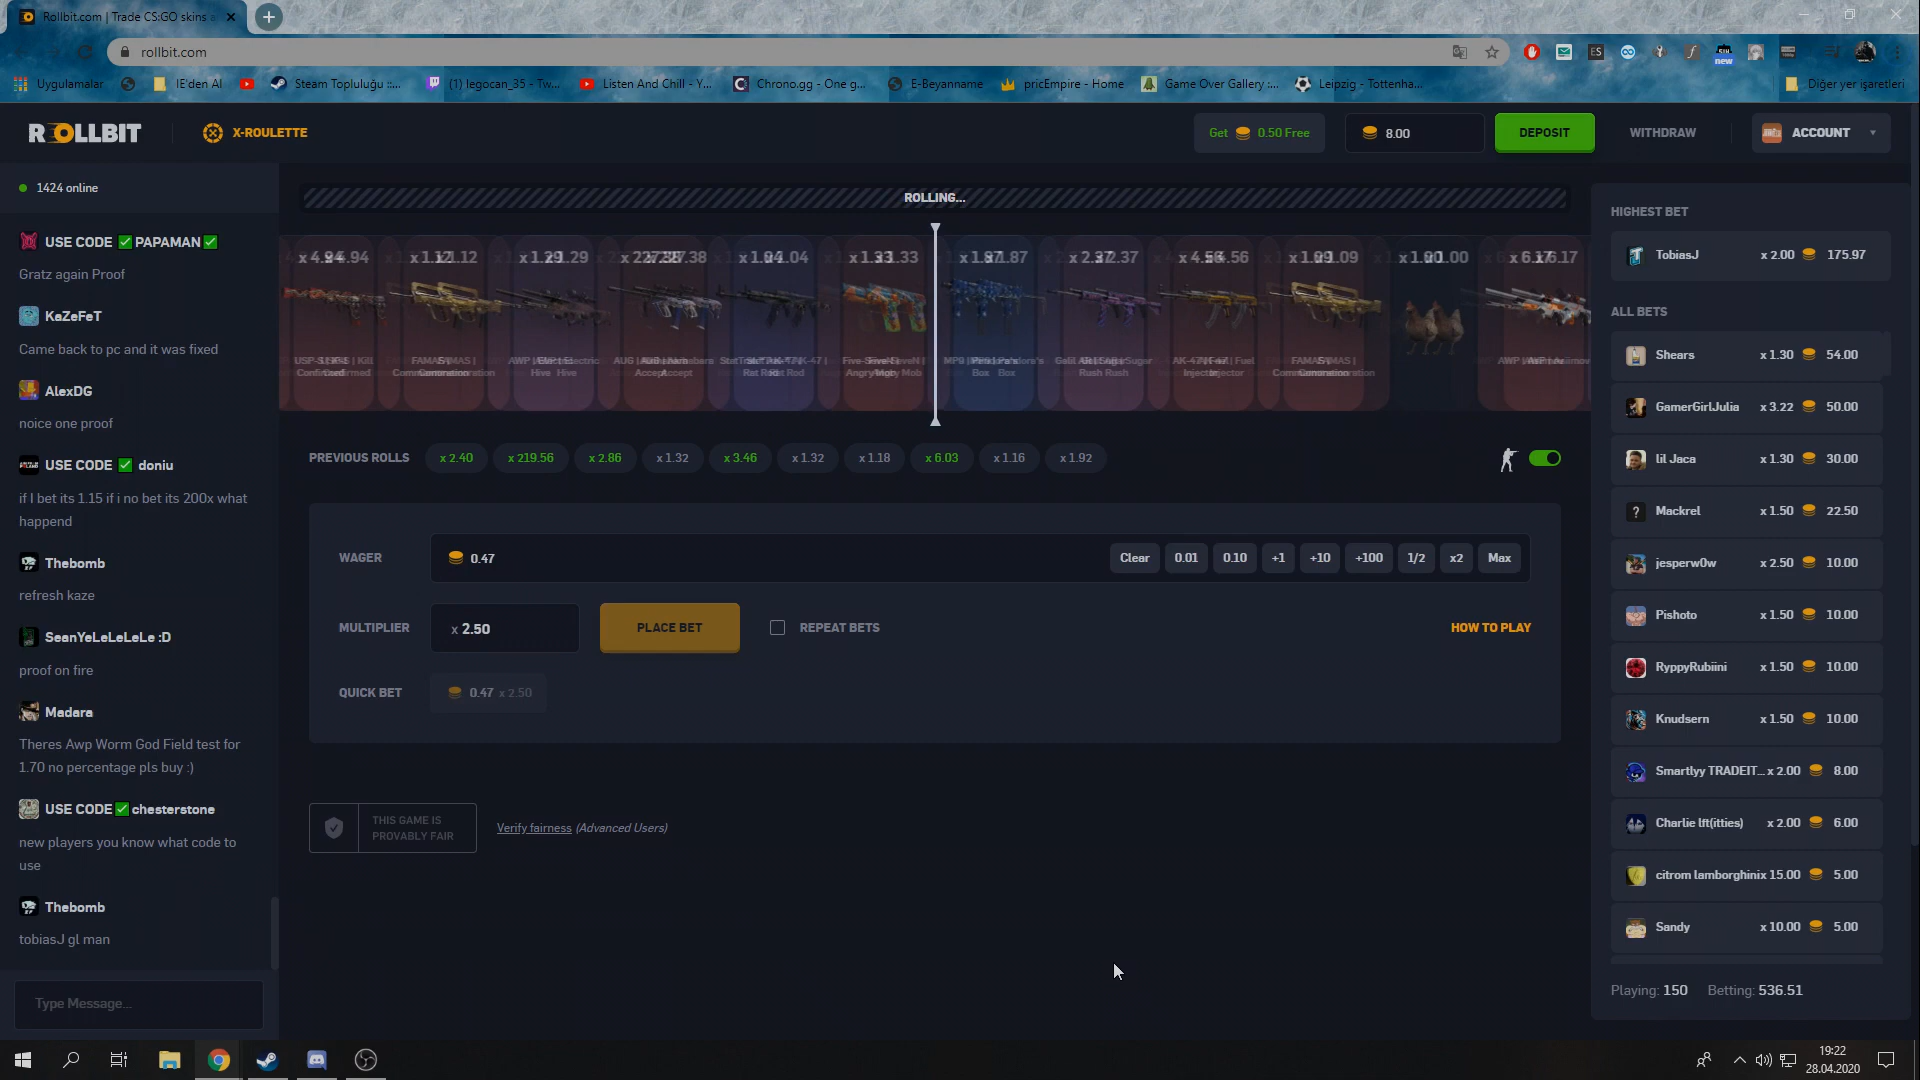 Rollbit.com | Trade CS:GO skins
rollbit.com
new
Uygulamalar
IE'den Al
Steam Topluluğu ::...
(1) legocan_35 - Tw...
Listen And Chill - Y...
Chrono.gg - One g...
E-Beyanname
pricEmpire - Home
Game Over Gallery :...
Leipzig - Tottenha...
Diğer yer işaretleri
ROLLBIT
X-ROULETTE
Get 0.50 Free
8.00
DEPOSIT
WITHDRAW
ACCOUNT
1424 online
USE CODE ✅ PAPAMAN ✅
Gratz again Proof
KaZeFeT
Came back to pc and it was fixed
AlexDG
noice one proof
USE CODE ✅ doniu
if I bet its 1.15 if i no bet its 200x what
happend
Thebomb
refresh kaze
SeanYeLeLeLeLe :D
proof on fire
Madara
Theres Awp Worm God Field test for
1.70 no percentage pls buy :)
USE CODE ✅ chesterstone
new players you know what code to
use
Thebomb
tobiasJ gl man
Type Message...
ROLLING...
PREVIOUS ROLLS
x 2.40
x 219.56
x 2.86
x 1.32
x 3.46
x 1.32
x 1.18
x 6.03
x 1.16
x 1.92
WAGER
0.47
Clear
0.01
0.10
+1
+10
+100
1/2
x2
Max
MULTIPLIER
x 2.50
PLACE BET
REPEAT BETS
HOW TO PLAY
QUICK BET
0.47 x 2.50
THIS GAME IS
PROVABLY FAIR
Verify fairness (Advanced Users)
HIGHEST BET
TobiasJ x 2.00 175.97
ALL BETS
Shears x 1.30 54.00
GamerGirlJulia x 3.22 50.00
lil Jaca x 1.30 30.00
Mackrel x 1.50 22.50
jesperw0w x 2.50 10.00
Pishoto x 1.50 10.00
RyppyRubiini x 1.50 10.00
Knudsern x 1.50 10.00
Smartlyy TRADEIT... x 2.00 8.00
Charlie lft(itties) x 2.00 6.00
citrom lamborghini x 15.00 5.00
Sandy x 10.00 5.00
Playing: 150 Betting: 536.51
19:22
28.04.2020